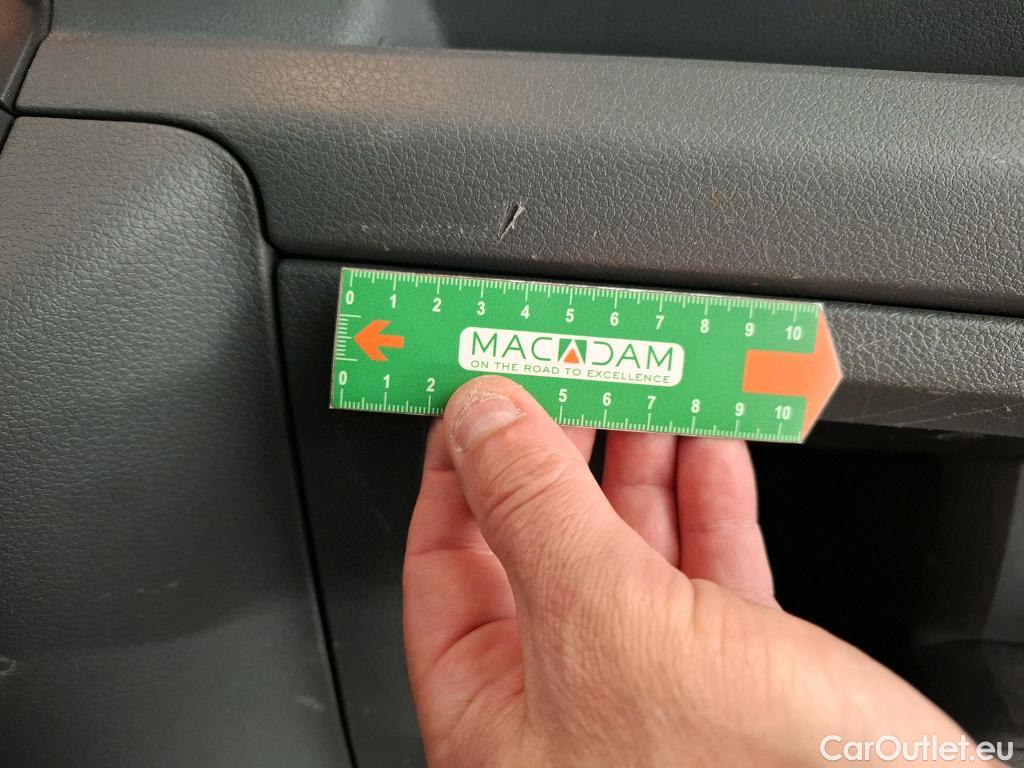 0 1 2 3 4 5 6 7 8 9 10
MACADAM
ON THE ROAD TO EXCELLENCE
0 1 2 5 6 7 8 9 10
CarOutlet.eu